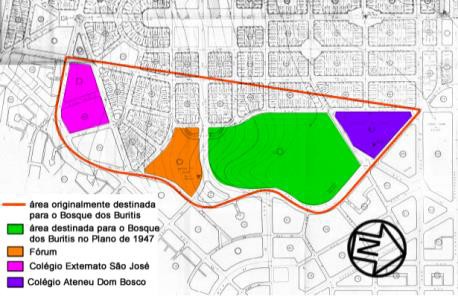 área originalmente destinada
para o Bosque dos Buritis
área destinada para o Bosque
dos Buritis no Plano de 1947
Fórum
Colégio Externato São José
Colégio Ateneu Dom Bosco
N